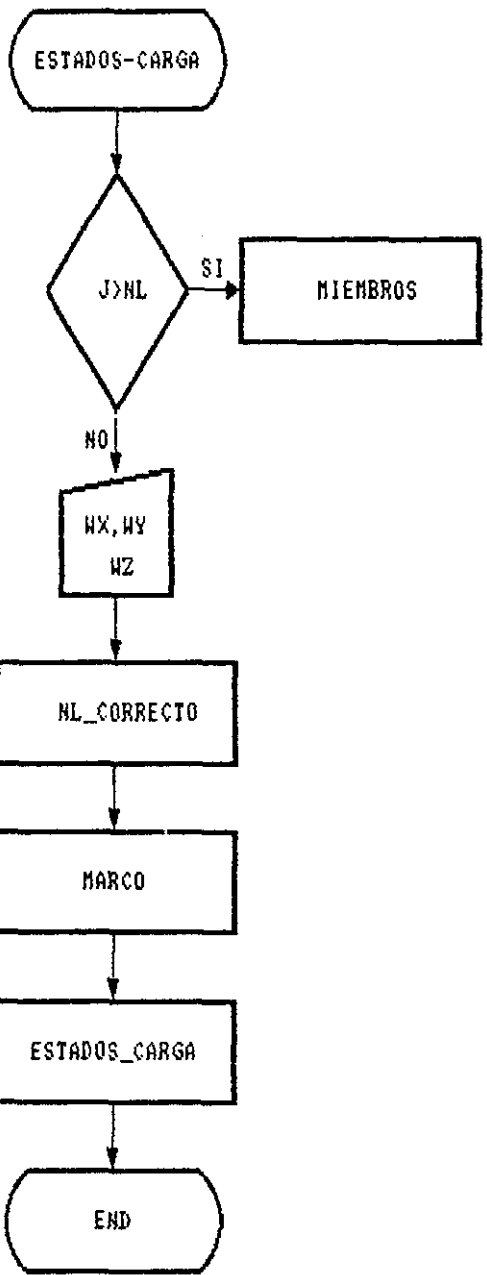 ESTADOS-CARGA
J>NL
SI
MIEMBROS
NO
WX,WY
WZ
NL_CORRECTO
MARCO
ESTADOS_CARGA
END